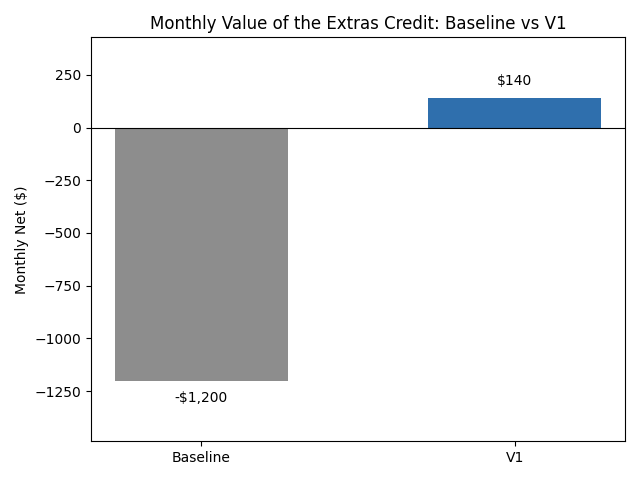 Monthly Value of the Extras Credit: Baseline vs V1
Monthly Net ($)
250
0
−250
−500
−750
−1000
−1250
$140
-$1,200
Baseline
V1